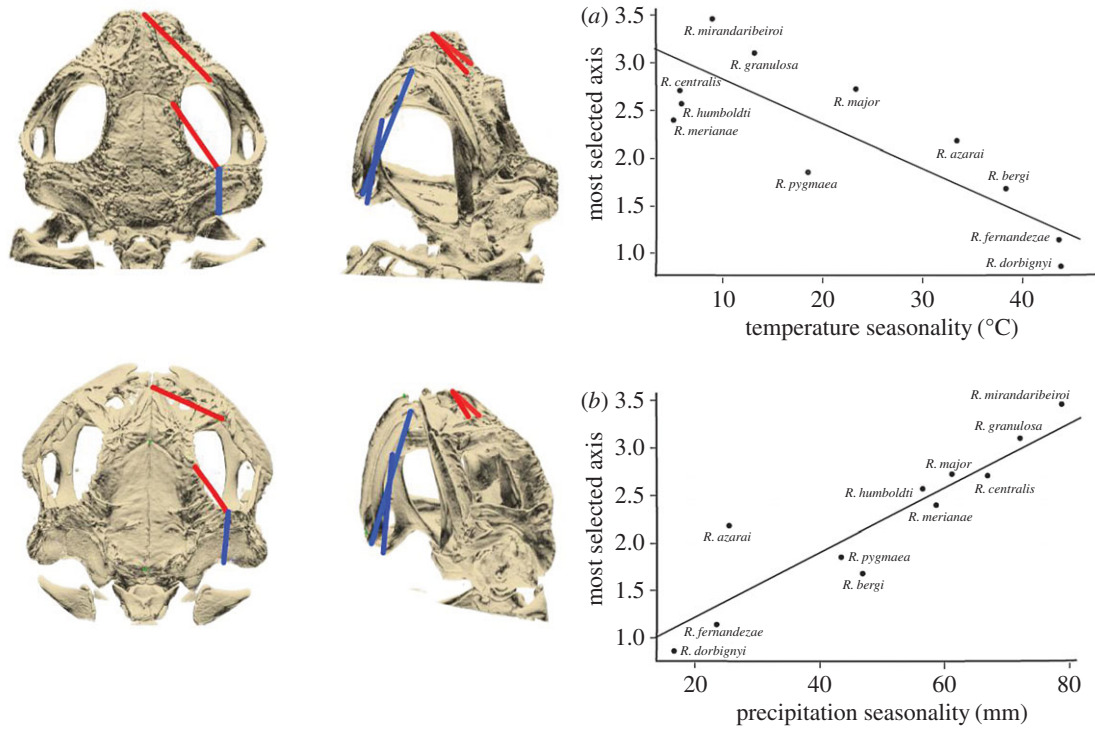 (a)
3.5
3.0
2.5
2.0
1.5
1.0
most selected axis
R. mirandaribeiroi
R. granulosa
R. centralis
R. major
R. humboldti
R. merianae
R. azarai
R. pygmaea
R. bergi
R. fernandezae
R. dorbignyi
10 20 30 40
temperature seasonality (°C)
(b)
3.5
3.0
2.5
2.0
1.5
1.0
most selected axis
R. mirandaribeiroi
R. granulosa
R. major
R. centralis
R. humboldti
R. merianae
R. azarai
R. pygmaea
R. bergi
R. fernandezae
R. dorbignyi
20 40 60 80
precipitation seasonality (mm)